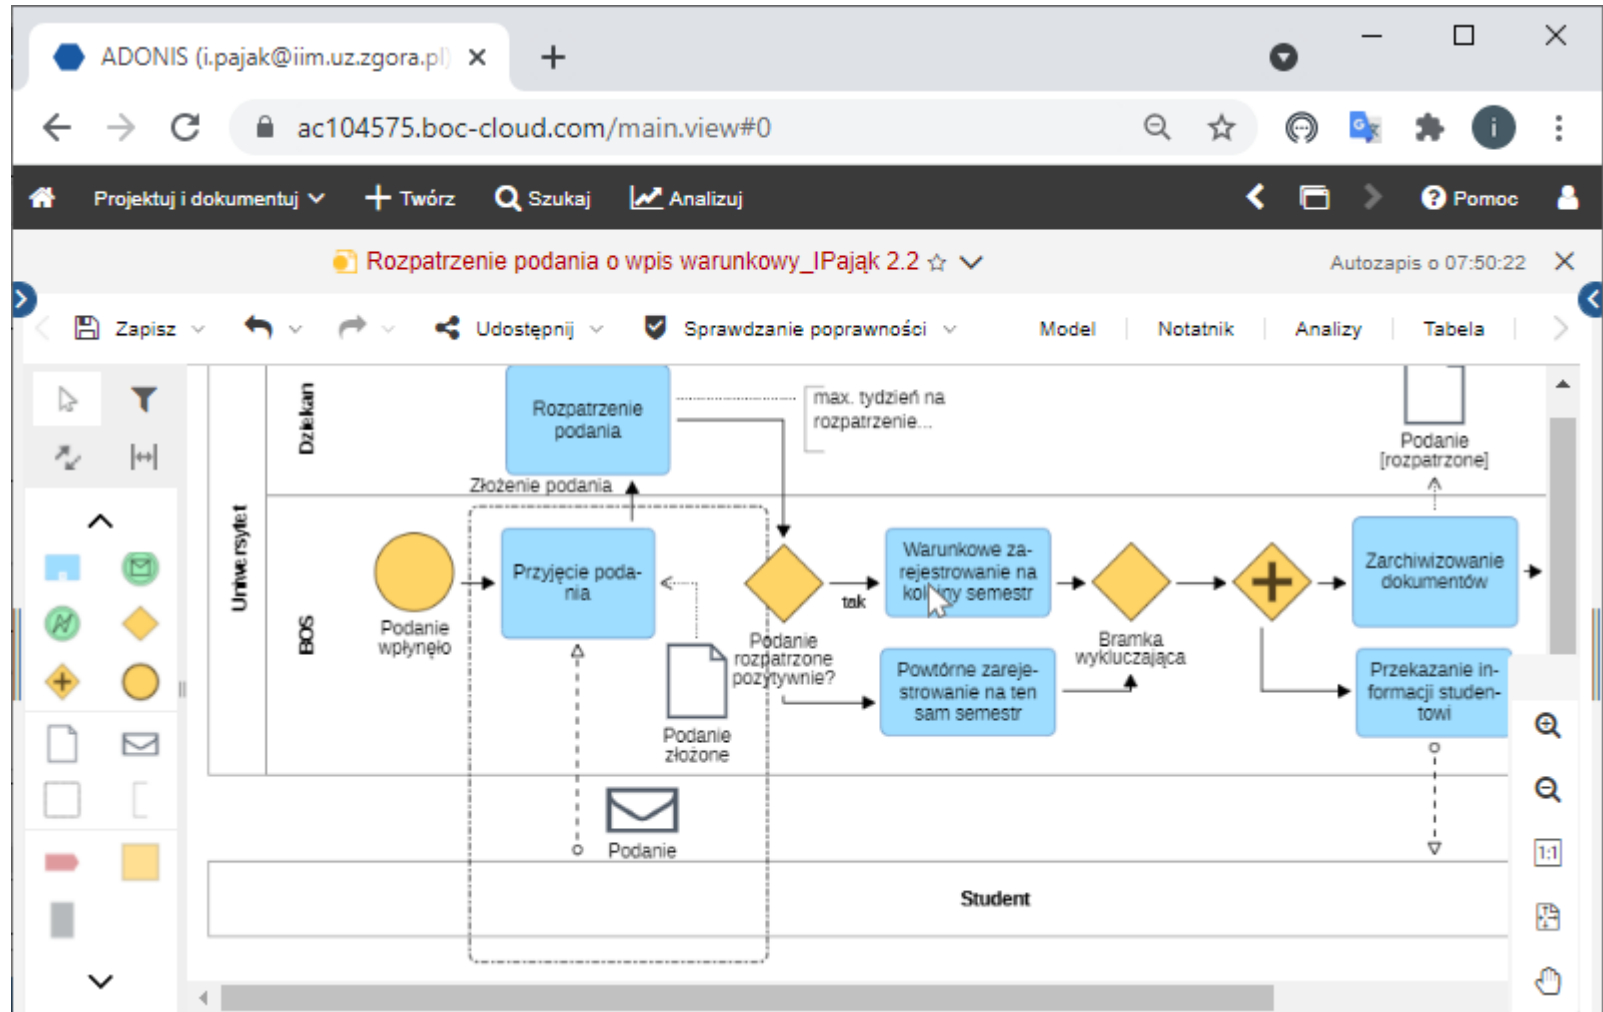 ADONIS (i.pajak@iim.uz.zgora.pl)
ac104575.boc-cloud.com/main.view#0
i
Projektuj i dokumentuj
Twórz
Szukaj
Analizuj
Pomoc
Rozpatrzenie podania o wpis warunkowy_IPająk 2.2
Autozapis o 07:50:22
Zapisz
Udostępnij
Sprawdzanie poprawności
Model
Notatnik
Analizy
Tabela
Uniwersytet
Dziekan
BOS
Rozpatrzenie
podania
max. tydzień na
rozpatrzenie...
Podanie
[rozpatrzone]
Złożenie podania
Podanie
wpłynęło
Przyjęcie poda-
nia
Podanie
złożone
Podanie
rozpatrzone
pozytywnie?
tak
Warunkowe za-
rejestrowanie na
kolejny semestr
Powtórne zareje-
strowanie na ten
sam semestr
Bramka
wykluczająca
Zarchiwizowanie
dokumentów
Przekazanie in-
formacji studen-
towi
Podanie
Student
1:1